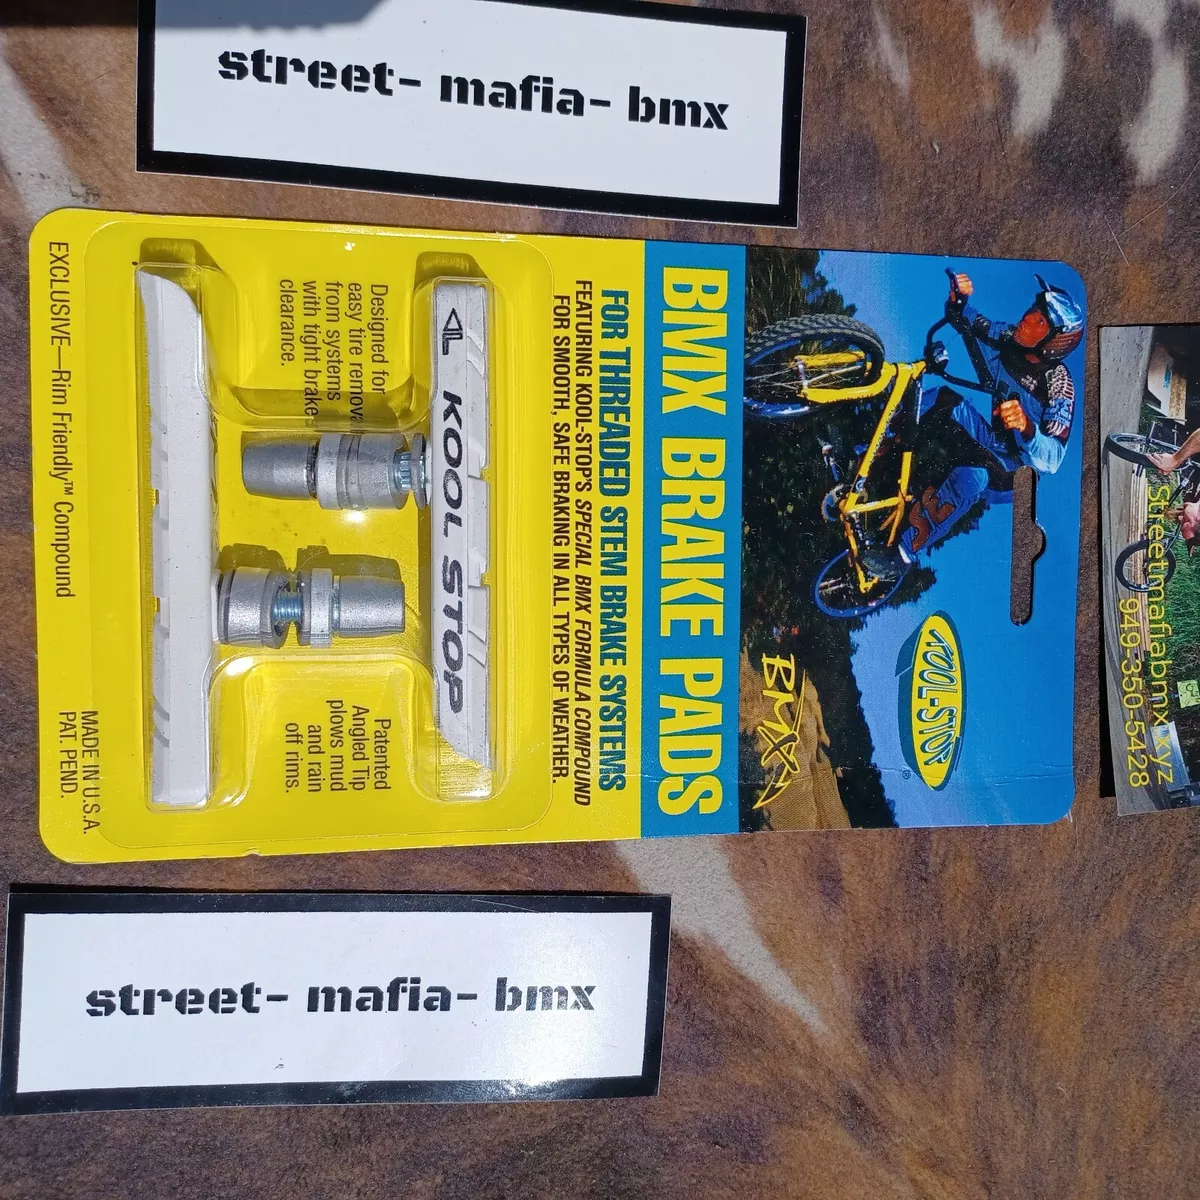 street- mafia- bmx
KOOL-STOP
®
BMX
BMX BRAKE PADS
FOR THREADED STEM BRAKE SYSTEMS
FEATURING KOOL-STOP'S SPECIAL BMX FORMULA COMPOUND
FOR SMOOTH, SAFE BRAKING IN ALL TYPES OF WEATHER.
KOOL STOP
Designed for
easy tire remova
from systems
with tight brake
clearance.
Patented
Angled Tip
plows mud
and rain
off rims.
EXCLUSIVE—Rim Friendly™ Compound
MADE IN U.S.A.
PAT. PEND.
Streetmafiabmx.xyz
949-350-5428
street- mafia- bmx